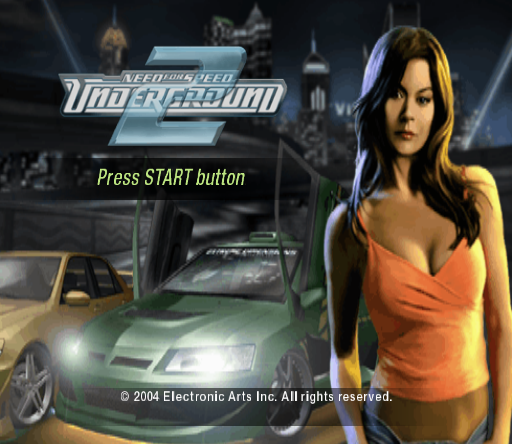 NEED FOR SPEED
UNDERGROUND
2
Press START button
© 2004 Electronic Arts Inc. All rights reserved.